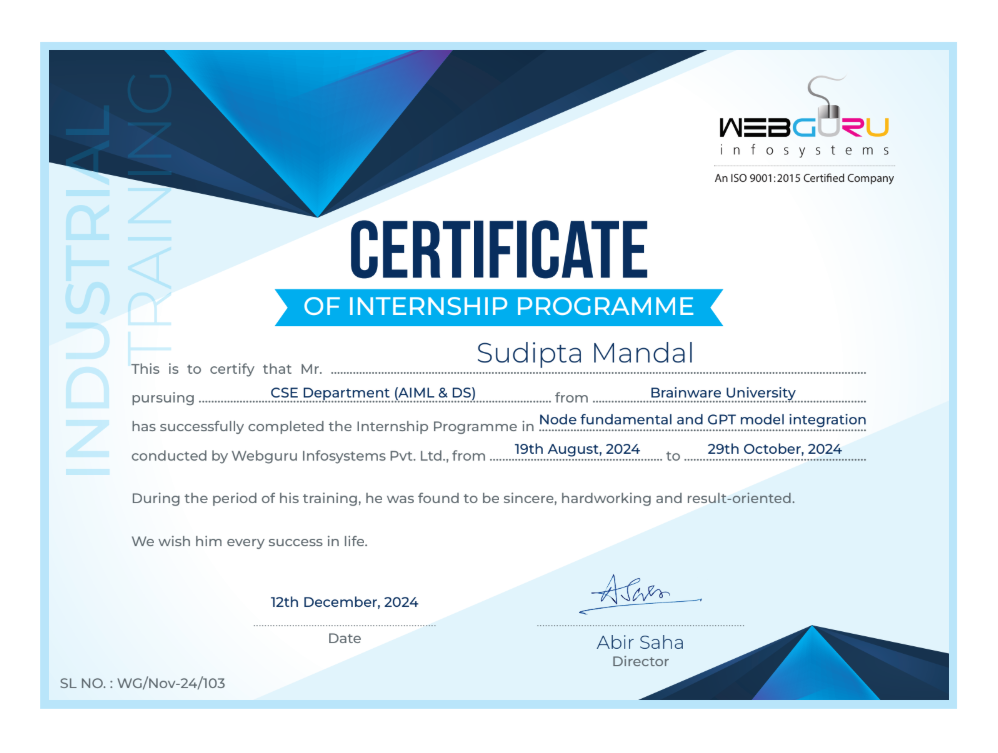 INDUSTRIAL
TRAINING
WEBGURU
infosystems
An ISO 9001:2015 Certified Company
CERTIFICATE
OF INTERNSHIP PROGRAMME
This is to certify that Mr. Sudipta Mandal
pursuing CSE Department (AIML & DS) from Brainware University
has successfully completed the Internship Programme in Node fundamental and GPT model integration
conducted by Webguru Infosystems Pvt. Ltd., from 19th August, 2024 to 29th October, 2024
During the period of his training, he was found to be sincere, hardworking and result-oriented.
We wish him every success in life.
12th December, 2024
Date
ASaha
Abir Saha
Director
SL NO. : WG/Nov-24/103